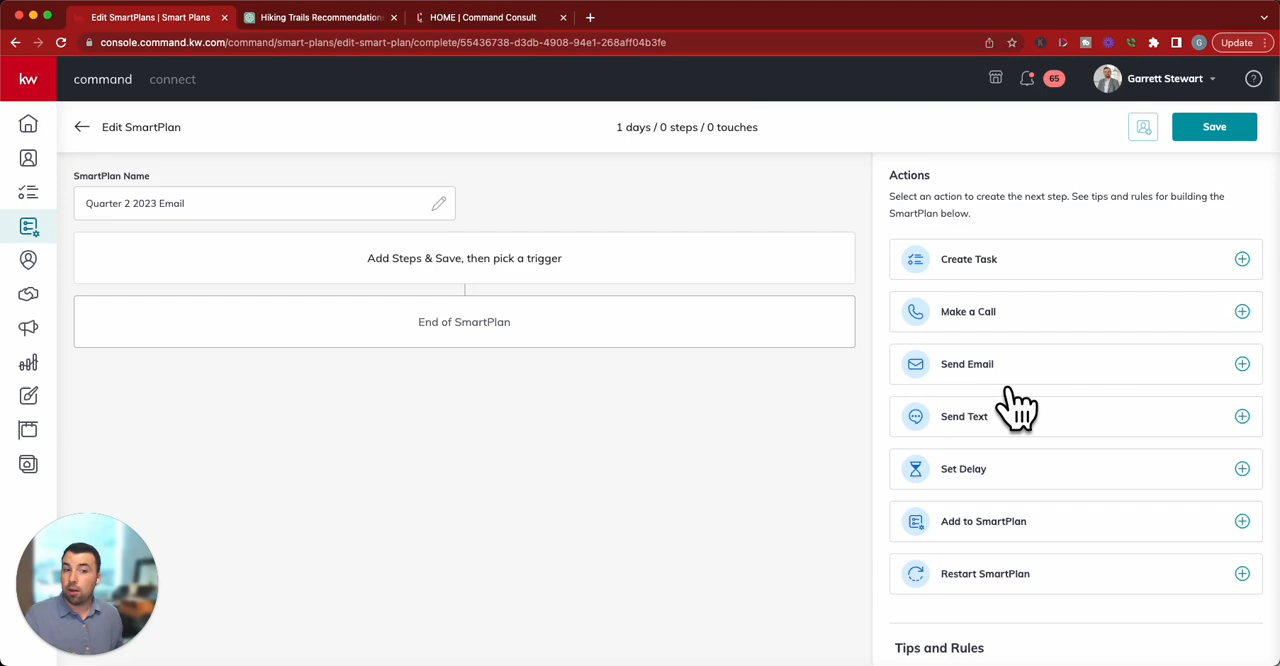 Edit SmartPlans | Smart Plans
Hiking Trails Recommendation
HOME | Command Consult
console.command.kw.com/command/smart-plans/edit-smart-plan/complete/55436738-d3db-4908-94e1-268aff04b3fe
G
Update
kw
command
connect
65
Garrett Stewart
?
Edit SmartPlan
1 days / 0 steps / 0 touches
Save
SmartPlan Name
Quarter 2 2023 Email
Add Steps & Save, then pick a trigger
End of SmartPlan
Actions
Select an action to create the next step. See tips and rules for building the
SmartPlan below.
Create Task
Make a Call
Send Email
Send Text
Set Delay
Add to SmartPlan
Restart SmartPlan
Tips and Rules